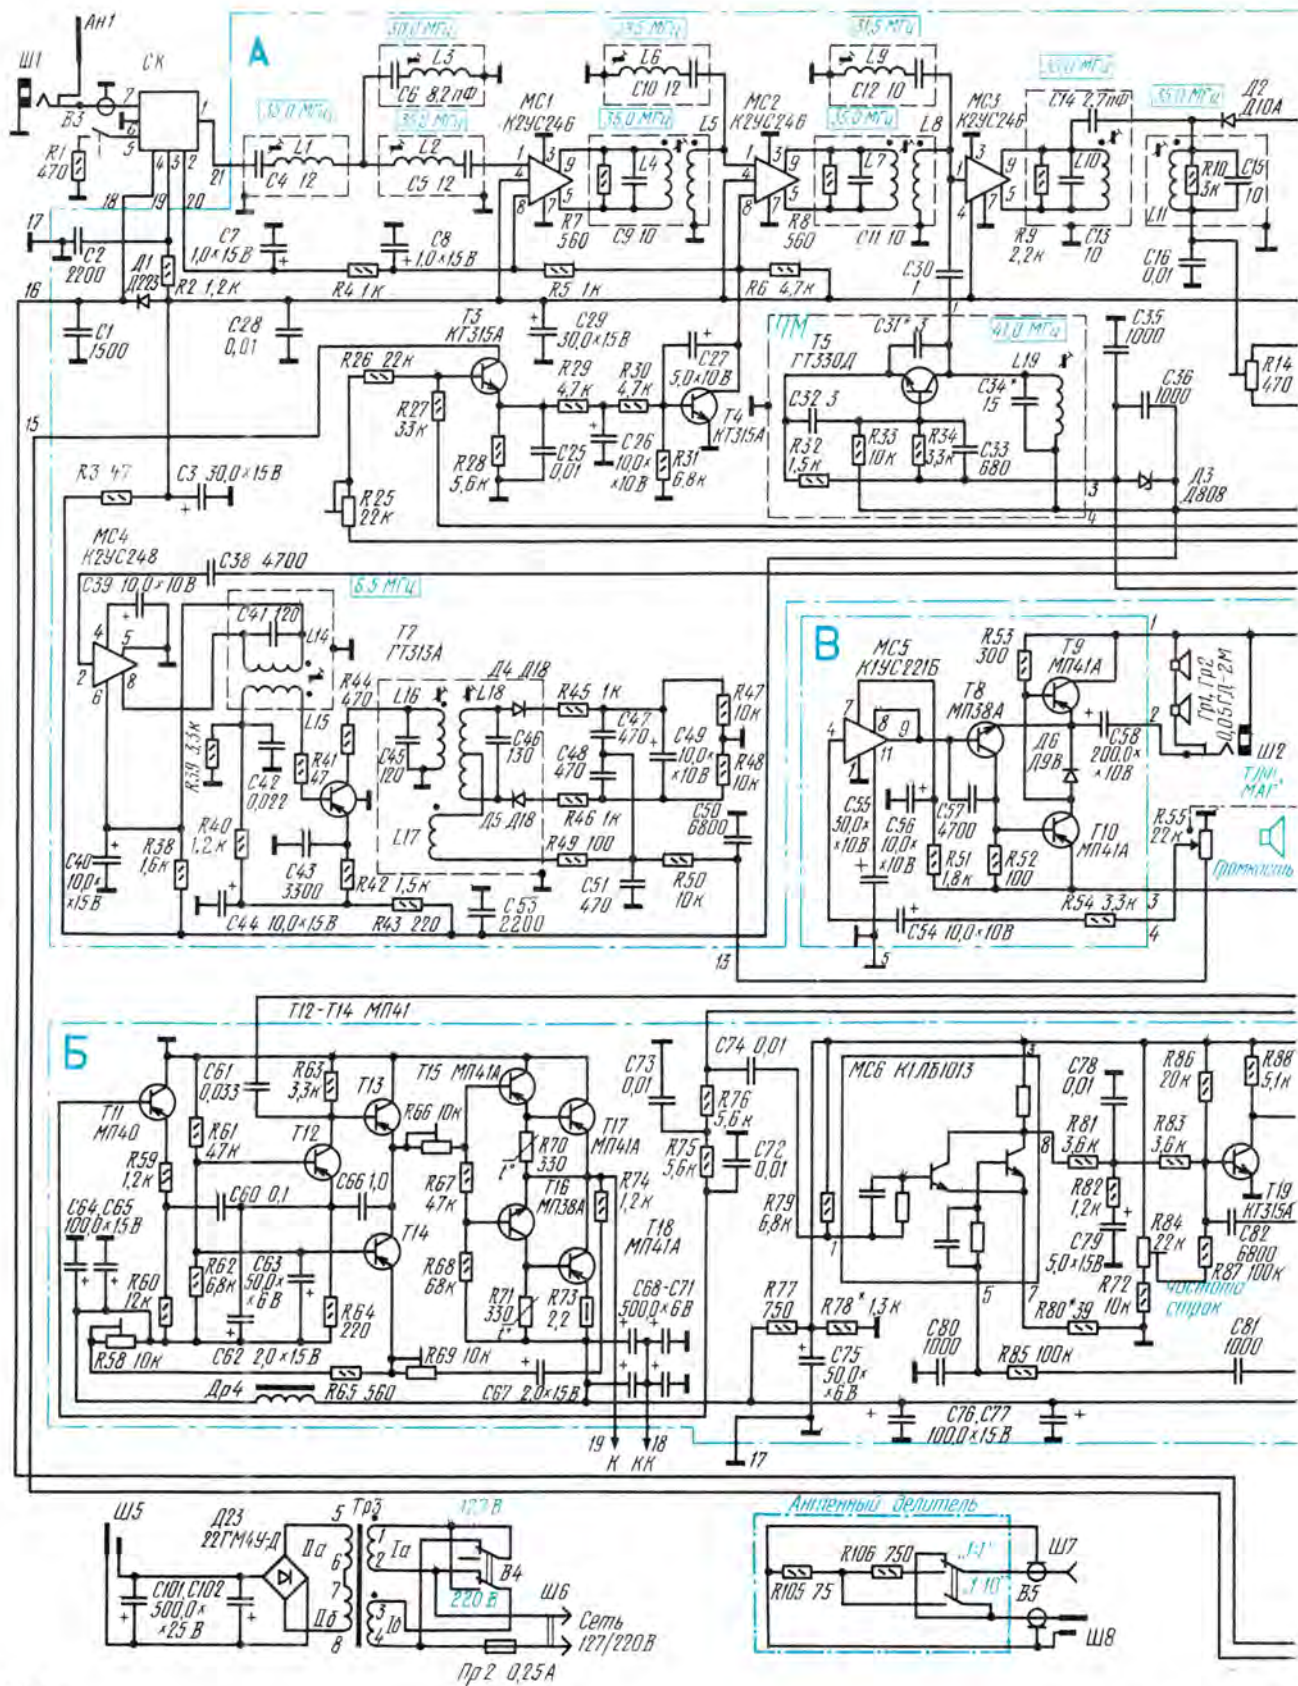 Ан1
Ш1
СК
А
В3
R1
470
7
6
5
4
3
2
1
18
19
20
21
30,0 МГц
L3
С6 8,2 пФ
L1
С4 12
L2
С5 12
МС1
К2УС246
L6
С10 12
35,0 МГц
L5
L4
С9 10
R7
560
МС2
К2УС246
31,5 МГц
L9
С12 10
35,0 МГц
L8
L7
С11 10
R8
560
МС3
К2УС246
С14 2,7 пФ
L10
R9
2,2к
С13
10
35,0 МГц
Д2
Д10А
R10
3к
С15
10
L11
С16
0,01
17
С2
2200
С7
1,0×15В
С8
1,0×15В
Д1
Д223
R2 1,2к
R4 1к
R5 1к
R6 4,7к
С30
1
16
С1
1500
С28
0,01
Т3
КТ315А
С29
30,0×15В
R26 22к
R27
33к
R29
4,7к
R30
4,7к
С27
5,0×10В
Т4
КТ315А
R28
5,6к
С25
0,01
С26
10,0×
×10В
R31
6,8к
ПМ
С31* 3
41,0 МГц
Т5
ГТ330Д
L19
С34*
15
С32 3
R32
1,5к
R33
10к
R34
3,3к
С33
680
3
4
С35
1000
С36
1000
R14
470
Д3
Д808
15
R3 47
С3 30,0×15В
R25
22к
МС4
К2УС248
С38 4700
С39 10,0×10В
6,5 МГц
С41 120
L14
L15
Т7
ГТ313А
R44
470
L16
L18
Д4 Д18
С45
120
С46
130
L17
Д5 Д18
R45 1к
R46 1к
С47
470
С48
470
С49
10,0×
×10В
R47
10к
R48
10к
R39 3,3к
С42
0,022
R41
47
R40
1,2к
R38
1,6к
С40
10,0×
×15В
С43
3300
R42 1,5к
С44 10,0×15В
R43 220
R49 100
С50
6800
С51
470
R50
10к
С53
2200
13
В
МС5
К1УС221Б
R53
300
Т9
МП41А
Т8
МП38А
Д6
Д9В
С58
200,0×
×10В
Гр1, Гр2
0,05ГД-2М
Ш2
Т10
МП41А
С55
50,0×
×10В
С56
10,0×
×10В
С57
4700
R51
1,8к
R52
100
R54 3,3к
С54 10,0×10В
R55
22к
Громкость
Б
Т12-Т14 МП41
Т11
МП40
С61
0,033
R63
3,3к
Т13
Т15
МП41А
R66 10к
Т17
МП41А
R61
47к
Т12
R59
1,2к
R70
330
t°
С64, С65
100,0×15В
С60 0,1
С66 1,0
R67
47к
Т16
МП38А
R74
1,2к
Т14
Т18
МП41А
R60
12к
R62
6,8к
С63
50,0×
×6В
R64
220
R68
68к
R71
330
t°
R73
2,2
С68-С71
500,0×6В
R58 10к
С62 2,0×15В
R65 560
R69 10к
С67 2,0×15В
Др4
19
К
КК
18
С73
0,01
С74 0,01
R76
5,6к
R75
5,6к
С72
0,01
МС6 К1ЛБ1013
R79
6,8к
С78
0,01
R81
3,6к
R82
1,2к
С79
5,0×15В
R83
3,6к
R86
20к
R88
5,1к
Т19
КТ315А
R84
22к
R72
10к
С82
6800
R87 100к
Частота
строк
R77
750
R78* 1,3к
R80* 39
С75
50,0×
×6В
С80
1000
R85 100к
С81
1000
С76, С77
100,0×15В
17
Ш5
Д23
22ГМ4У-Д
Тр3
IIа
IIб
Iа
Iб
127 В
220 В
В4
Ш6
Сеть
127/220В
С101, С102
500,0×
×25В
Пр2 0,25А
Антенный делитель
R106 750
R105 75
„1:1"
„1:10"
Ш7
В5
Ш8